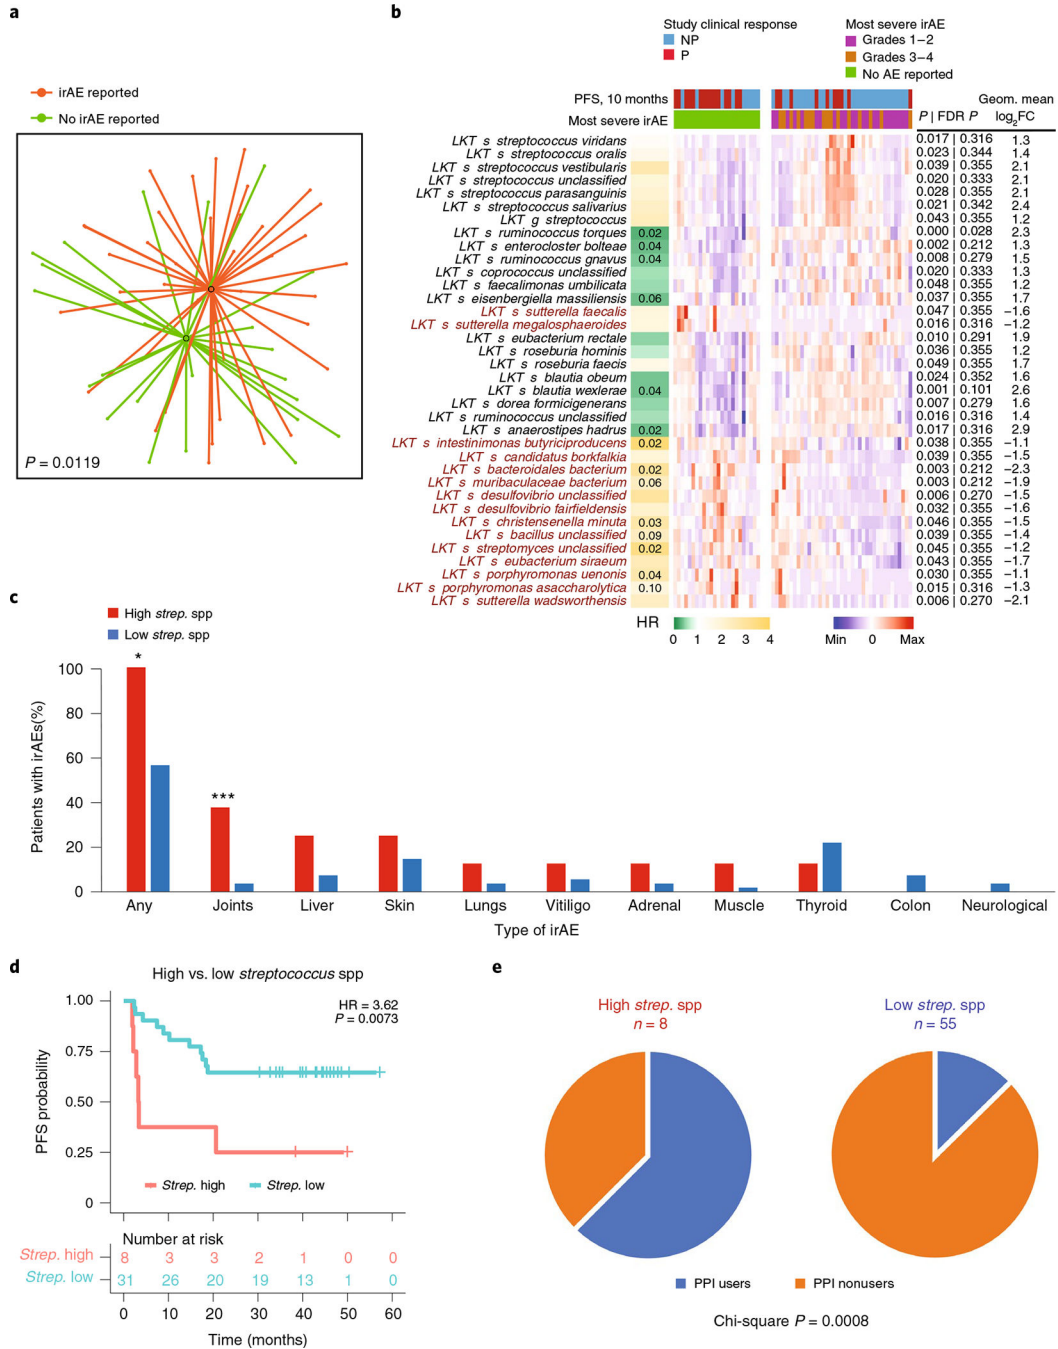 a
irAE reported
No irAE reported
P = 0.0119
b
Study clinical response
NP
P
Most severe irAE
Grades 1–2
Grades 3–4
No AE reported
PFS, 10 months
Most severe irAE
P | FDR P
Geom. mean
log2FC
LKT s streptococcus viridans 0.017 | 0.316 1.3
LKT s streptococcus oralis 0.023 | 0.344 1.4
LKT s streptococcus vestibularis 0.039 | 0.355 2.1
LKT s streptococcus unclassified 0.020 | 0.333 2.1
LKT s streptococcus parasanguinis 0.028 | 0.355 2.1
LKT s streptococcus salivarius 0.021 | 0.342 2.4
LKT g streptococcus 0.043 | 0.355 1.2
LKT s ruminococcus torques 0.02 0.000 | 0.028 2.3
LKT s enterocloster bolteae 0.04 0.002 | 0.212 1.3
LKT s ruminococcus gnavus 0.04 0.008 | 0.279 1.5
LKT s coprococcus unclassified 0.020 | 0.333 1.3
LKT s faecalimonas umbilicata 0.048 | 0.355 1.2
LKT s eisenbergiella massiliensis 0.06 0.037 | 0.355 1.7
LKT s sutterella faecalis 0.047 | 0.355 −1.6
LKT s sutterella megalosphaeroides 0.016 | 0.316 −1.2
LKT s eubacterium rectale 0.010 | 0.291 1.9
LKT s roseburia hominis 0.036 | 0.355 1.2
LKT s roseburia faecis 0.049 | 0.355 1.7
LKT s blautia obeum 0.024 | 0.352 1.6
LKT s blautia wexlerae 0.04 0.001 | 0.101 2.6
LKT s dorea formicigenerans 0.007 | 0.279 1.6
LKT s ruminococcus unclassified 0.016 | 0.316 1.4
LKT s anaerostipes hadrus 0.02 0.017 | 0.316 2.9
LKT s intestinimonas butyriciproducens 0.02 0.038 | 0.355 −1.1
LKT s candidatus borkfalkia 0.039 | 0.355 −1.5
LKT s bacteroidales bacterium 0.02 0.003 | 0.212 −2.3
LKT s muribaculaceae bacterium 0.06 0.003 | 0.212 −1.9
LKT s desulfovibrio unclassified 0.006 | 0.270 −1.5
LKT s desulfovibrio fairfieldensis 0.032 | 0.355 −1.6
LKT s christensenella minuta 0.03 0.046 | 0.355 −1.5
LKT s bacillus unclassified 0.09 0.039 | 0.355 −1.4
LKT s streptomyces unclassified 0.02 0.045 | 0.355 −1.2
LKT s eubacterium siraeum 0.043 | 0.355 −1.7
LKT s porphyromonas uenonis 0.04 0.030 | 0.355 −1.1
LKT s porphyromonas asaccharolytica 0.10 0.015 | 0.316 −1.3
LKT s sutterella wadsworthensis 0.006 | 0.270 −2.1
HR
0 1 2 3 4
Min 0 Max
c
High strep. spp
Low strep. spp
Patients with irAEs(%)
100
80
60
40
20
0
*
***
Any Joints Liver Skin Lungs Vitiligo Adrenal Muscle Thyroid Colon Neurological
Type of irAE
d
High vs. low streptococcus spp
HR = 3.62
P = 0.0073
PFS probability
1.00
0.75
0.50
0.25
0
Strep. high Strep. low
Number at risk
Strep. high 8 3 3 2 1 0 0
Strep. low 31 26 20 19 13 1 0
0 10 20 30 40 50 60
Time (months)
e
High strep. spp
n = 8
Low strep. spp
n = 55
PPI users PPI nonusers
Chi-square P = 0.0008